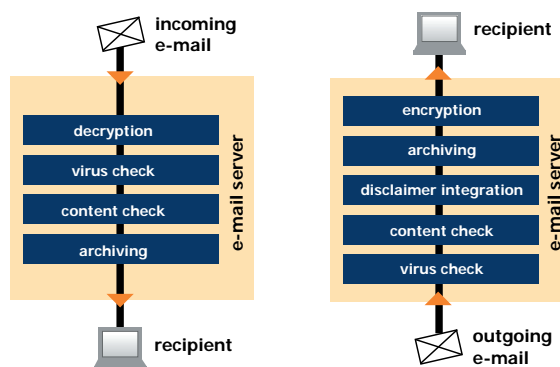 incoming
e-mail
decryption
virus check
content check
archiving
e-mail server
recipient
recipient
encryption
archiving
disclaimer integration
content check
virus check
e-mail server
outgoing
e-mail